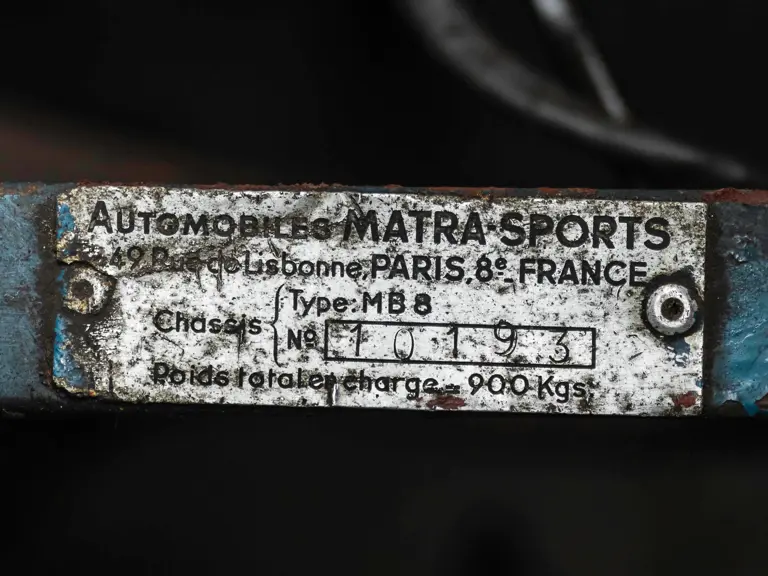 AUTOMOBILES MATRA-SPORTS
49 Rue de Lisbonne, PARIS, 8e FRANCE
Chassis
Type: MB 8
No 10193
Poids total en charge = 900 Kgs